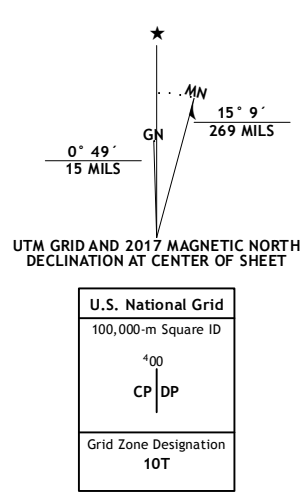 ★
MN
GN
15° 9´
269 MILS
0° 49´
15 MILS
UTM GRID AND 2017 MAGNETIC NORTH
DECLINATION AT CENTER OF SHEET
U.S. National Grid
100,000-m Square ID
⁴00
CP DP
Grid Zone Designation
10T